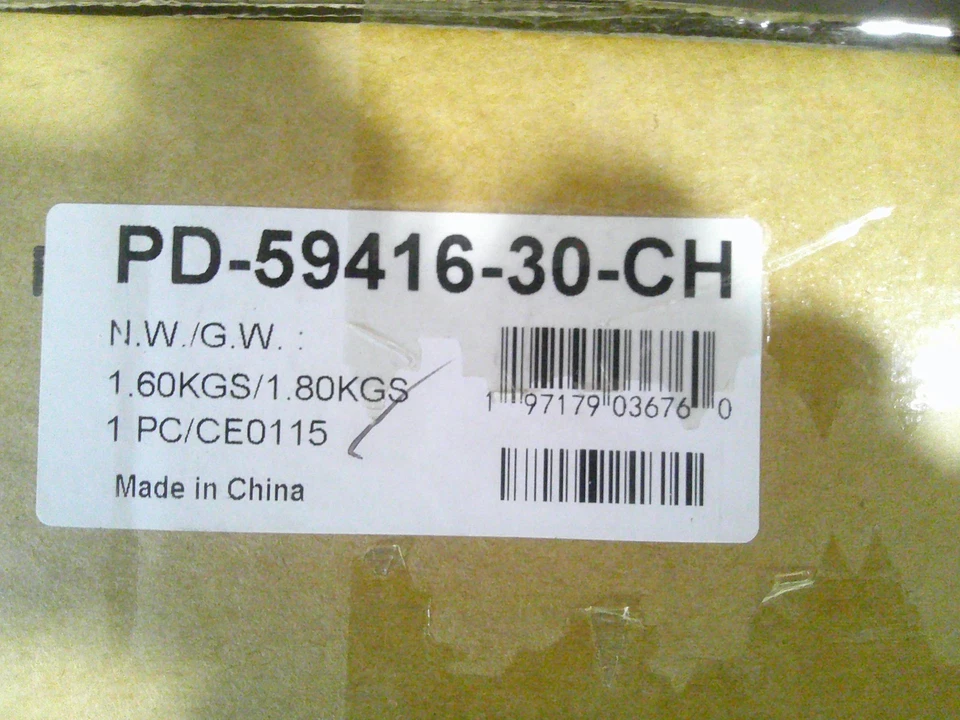 PD-59416-30-CH
N.W./G.W. :
1.60KGS/1.80KGS
1 PC/CE0115
Made in China
1 97179 03676 0